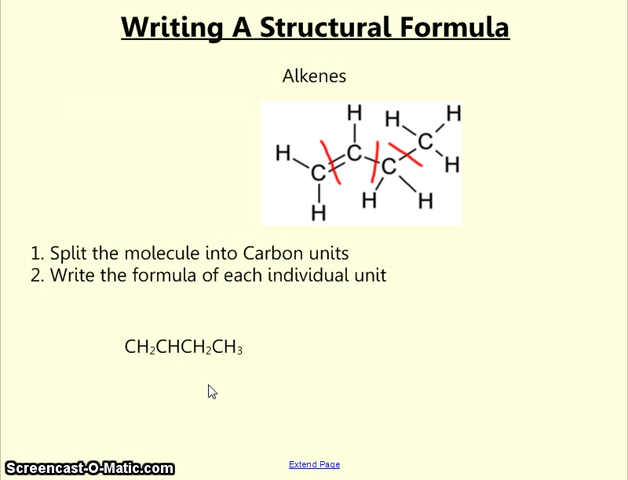 Writing A Structural Formula
Alkenes
H
H
H
H
C
C
C
C
H
H
H
H
1. Split the molecule into Carbon units
2. Write the formula of each individual unit
CH₂CHCH₂CH₃
Extend Page
Screencast-O-Matic.com